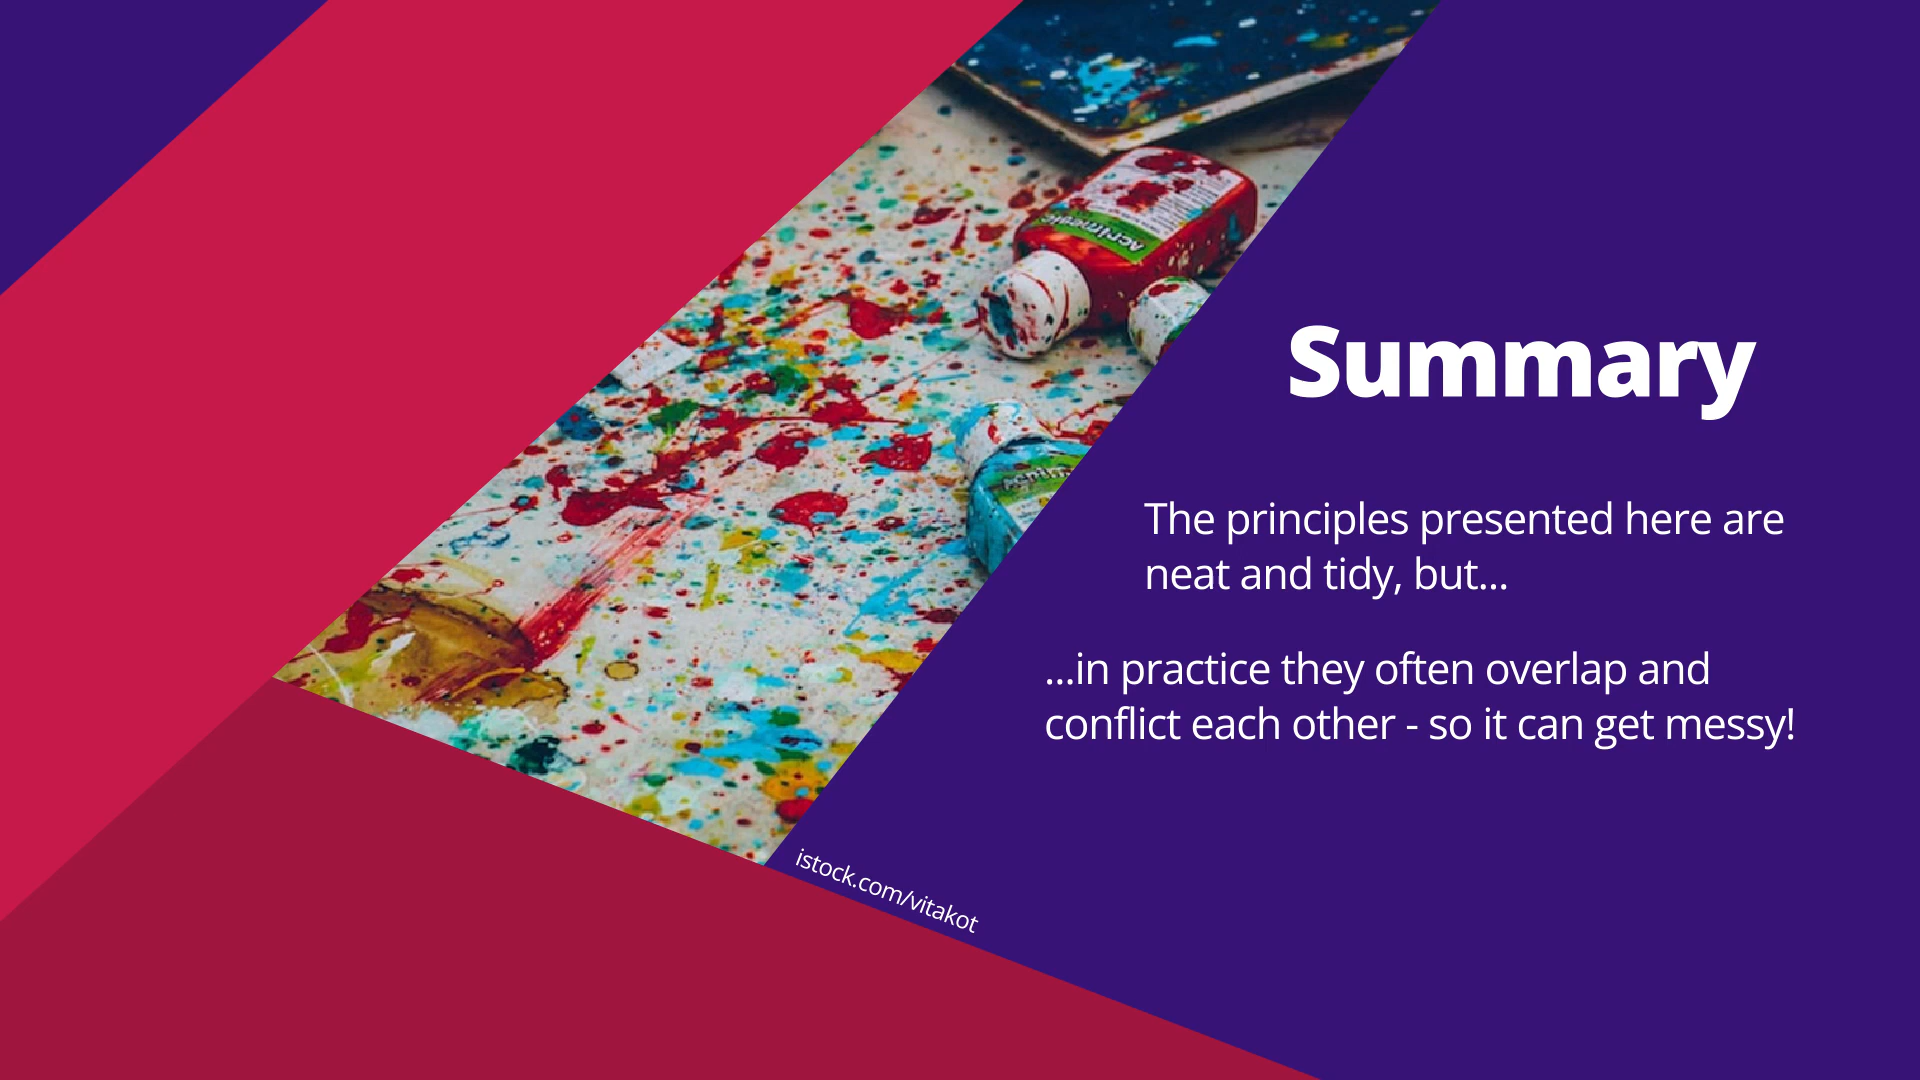 Summary
The principles presented here are
neat and tidy, but...
...in practice they often overlap and
conflict each other - so it can get messy!
istock.com/vitakot